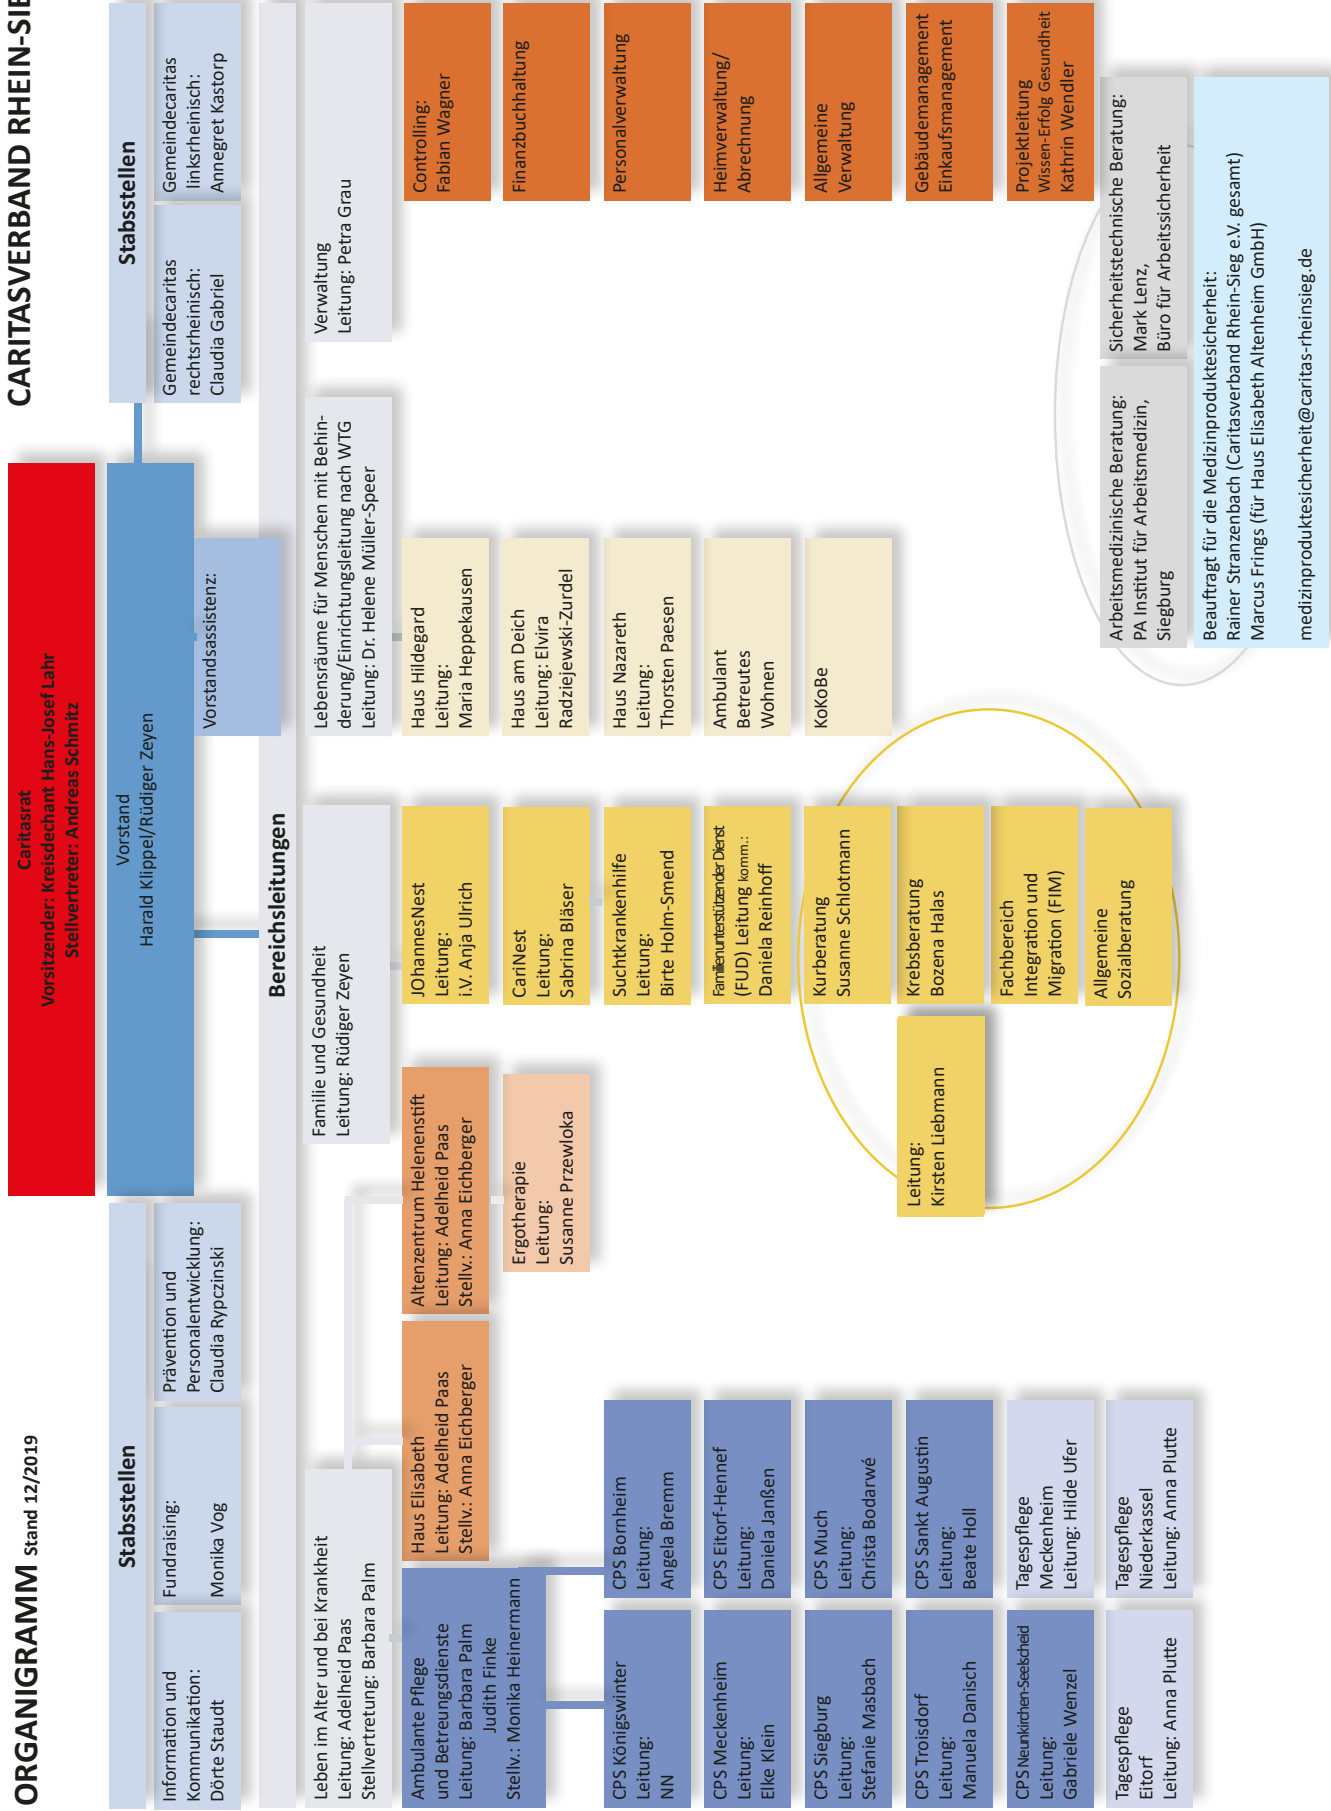 ORGANIGRAMM Stand 12/2019
CARITASVERBAND RHEIN-SIE
Caritasrat
Vorsitzender: Kreisdechant Hans-Josef Lahr
Stellvertreter: Andreas Schmitz
Vorstand
Harald Klippel/Rüdiger Zeyen
Stabsstellen
Information und
Kommunikation:
Dörte Staudt
Fundraising:
Monika Vog
Prävention und
Personalentwicklung:
Claudia Rypczinski
Stabsstellen
Gemeindecaritas
rechtsrheinisch:
Claudia Gabriel
Gemeindecaritas
linksrheinisch:
Annegret Kastorp
Vorstandsassistenz:
Bereichsleitungen
Leben im Alter und bei Krankheit
Leitung: Adelheid Paas
Stellvertretung: Barbara Palm
Ambulante Pflege
und Betreungsdienste
Leitung: Barbara Palm
Judith Finke
Stellv.: Monika Heinermann
Haus Elisabeth
Leitung: Adelheid Paas
Stellv.: Anna Eichberger
Altenzentrum Helenenstift
Leitung: Adelheid Paas
Stellv.: Anna Eichberger
Ergotherapie
Leitung:
Susanne Przewloka
CPS Königswinter
Leitung:
NN
CPS Bornheim
Leitung:
Angela Bremm
CPS Meckenheim
Leitung:
Elke Klein
CPS Eitorf-Hennef
Leitung:
Daniela Janßen
CPS Siegburg
Leitung:
Stefanie Masbach
CPS Much
Leitung:
Christa Bodarwé
CPS Troisdorf
Leitung:
Manuela Danisch
CPS Sankt Augustin
Leitung:
Beate Holl
CPS Neunkirchen-Seelscheid
Leitung:
Gabriele Wenzel
Tagespflege
Meckenheim
Leitung: Hilde Ufer
Tagespflege
Eitorf
Leitung: Anna Plutte
Tagespflege
Niederkassel
Leitung: Anna Plutte
Familie und Gesundheit
Leitung: Rüdiger Zeyen
JOhannesNest
Leitung:
i.V. Anja Ulrich
CariNest
Leitung:
Sabrina Bläser
Suchtkrankenhilfe
Leitung:
Birte Holm-Smend
Familienunterstützender Dienst
(FUD) Leitung komm.:
Daniela Reinhoff
Kurberatung
Susanne Schlotmann
Krebsberatung
Bozena Halas
Fachbereich
Integration und
Migration (FIM)
Allgemeine
Sozialberatung
Leitung:
Kirsten Liebmann
Lebensräume für Menschen mit Behin-
derung/Einrichtungsleitung nach WTG
Leitung: Dr. Helene Müller-Speer
Haus Hildegard
Leitung:
Maria Heppekausen
Haus am Deich
Leitung: Elvira
Radziejewski-Zurdel
Haus Nazareth
Leitung:
Thorsten Paesen
Ambulant
Betreutes
Wohnen
KoKoBe
Verwaltung
Leitung: Petra Grau
Controlling:
Fabian Wagner
Finanzbuchhaltung
Personalverwaltung
Heimverwaltung/
Abrechnung
Allgemeine
Verwaltung
Gebäudemanagement
Einkaufsmanagement
Projektleitung
Wissen-Erfolg Gesundheit
Kathrin Wendler
Arbeitsmedizinische Beratung:
PA Institut für Arbeitsmedizin,
Siegburg
Sicherheitstechnische Beratung:
Mark Lenz,
Büro für Arbeitssicherheit
Beauftragt für die Medizinproduktesicherheit:
Rainer Stranzenbach (Caritasverband Rhein-Sieg e.V. gesamt)
Marcus Frings (für Haus Elisabeth Altenheim GmbH)
medizinproduktesicherheit@caritas-rheinsieg.de